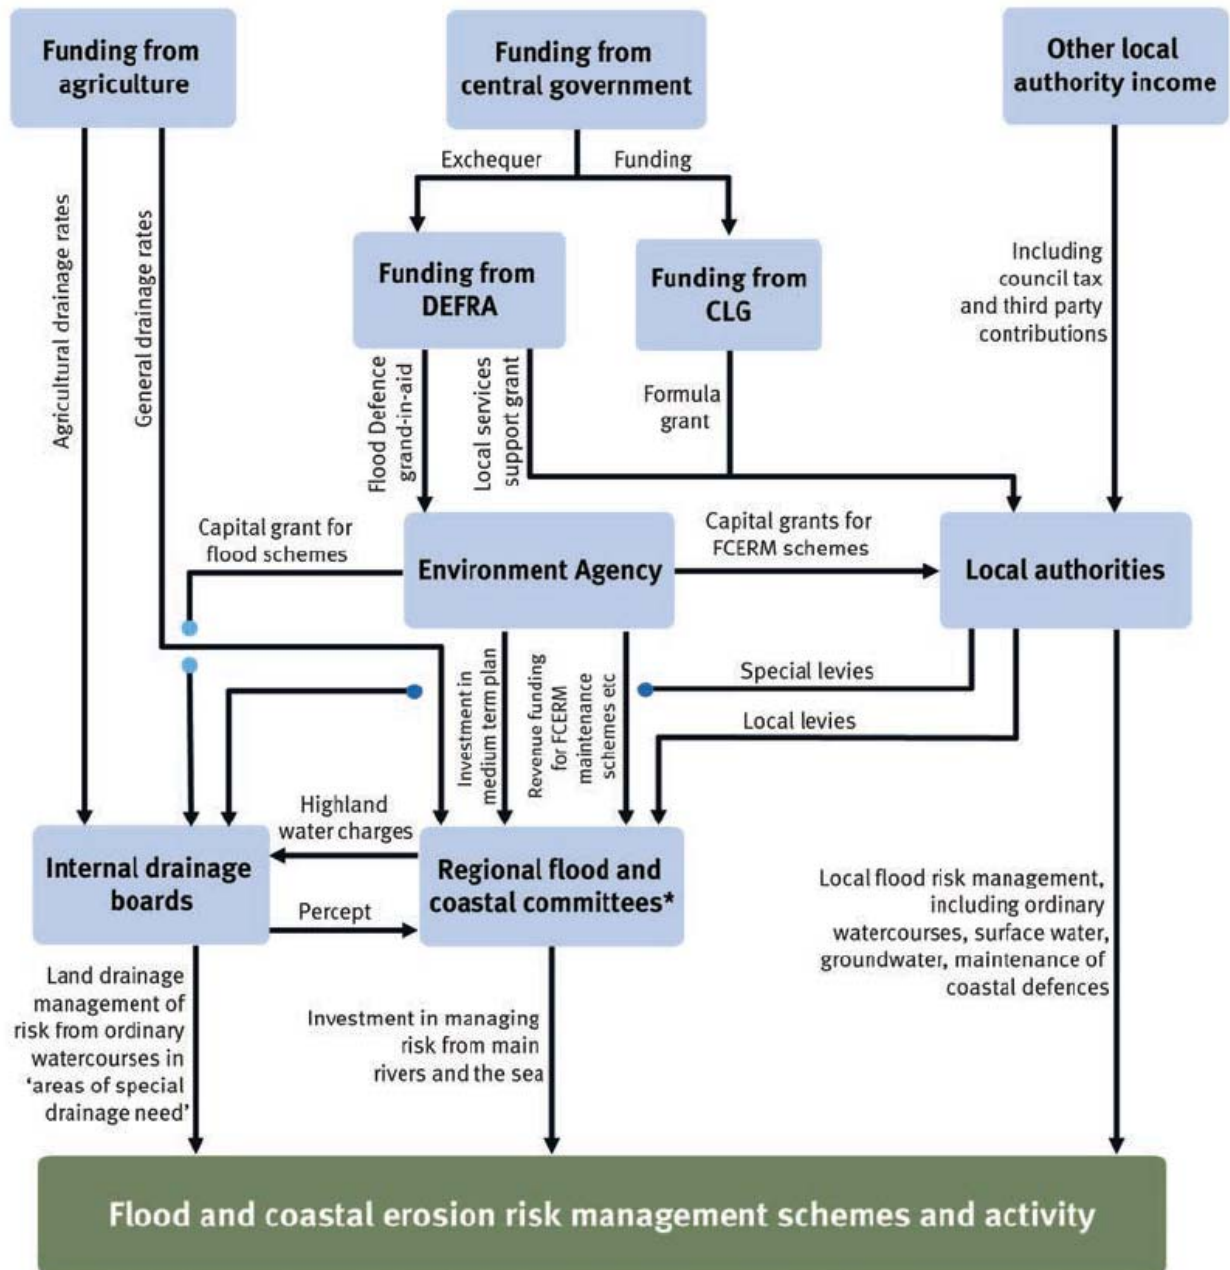 Funding from
agriculture
Funding from
central government
Other local
authority income
Exchequer
Funding
Agricultural drainage rates
General drainage rates
Funding from
DEFRA
Funding from
CLG
Including
council tax
and third party
contributions
Flood Defence
grand-in-aid
Local services
support grant
Formula
grant
Capital grant for
flood schemes
Environment Agency
Capital grants for
FCERM schemes
Local authorities
Investment in
medium term plan
Revenue funding
for FCERM
maintenance
schemes etc
Special levies
Local levies
Internal drainage
boards
Highland
water charges
Percept
Regional flood and
coastal committees*
Local flood risk management,
including ordinary
watercourses, surface water,
groundwater, maintenance of
coastal defences
Land drainage
management of
risk from ordinary
watercourses in
‘areas of special
drainage need’
Investment in managing
risk from main
rivers and the sea
Flood and coastal erosion risk management schemes and activity